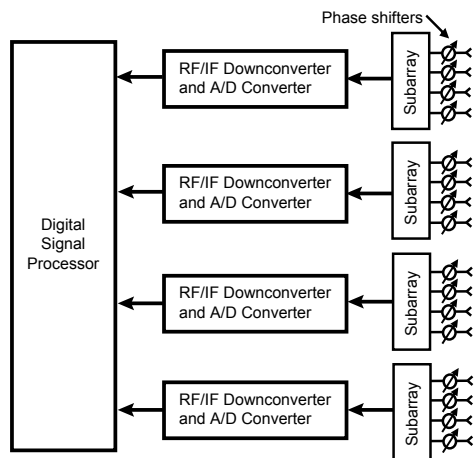 Phase shifters
RF/IF Downconverter
and A/D Converter
Subarray
RF/IF Downconverter
and A/D Converter
Subarray
Digital
Signal
Processor
RF/IF Downconverter
and A/D Converter
Subarray
RF/IF Downconverter
and A/D Converter
Subarray